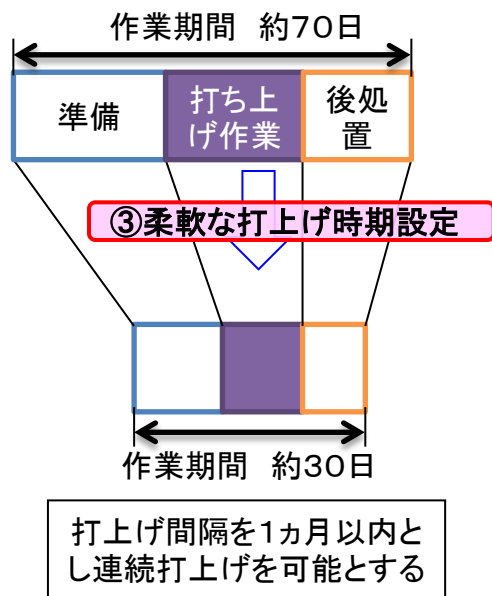 作業期間　約70日
準備
打ち上
げ作業
後処
置
③柔軟な打上げ時期設定
作業期間　約30日
打上げ間隔を1ヵ月以内と
し連続打上げを可能とする